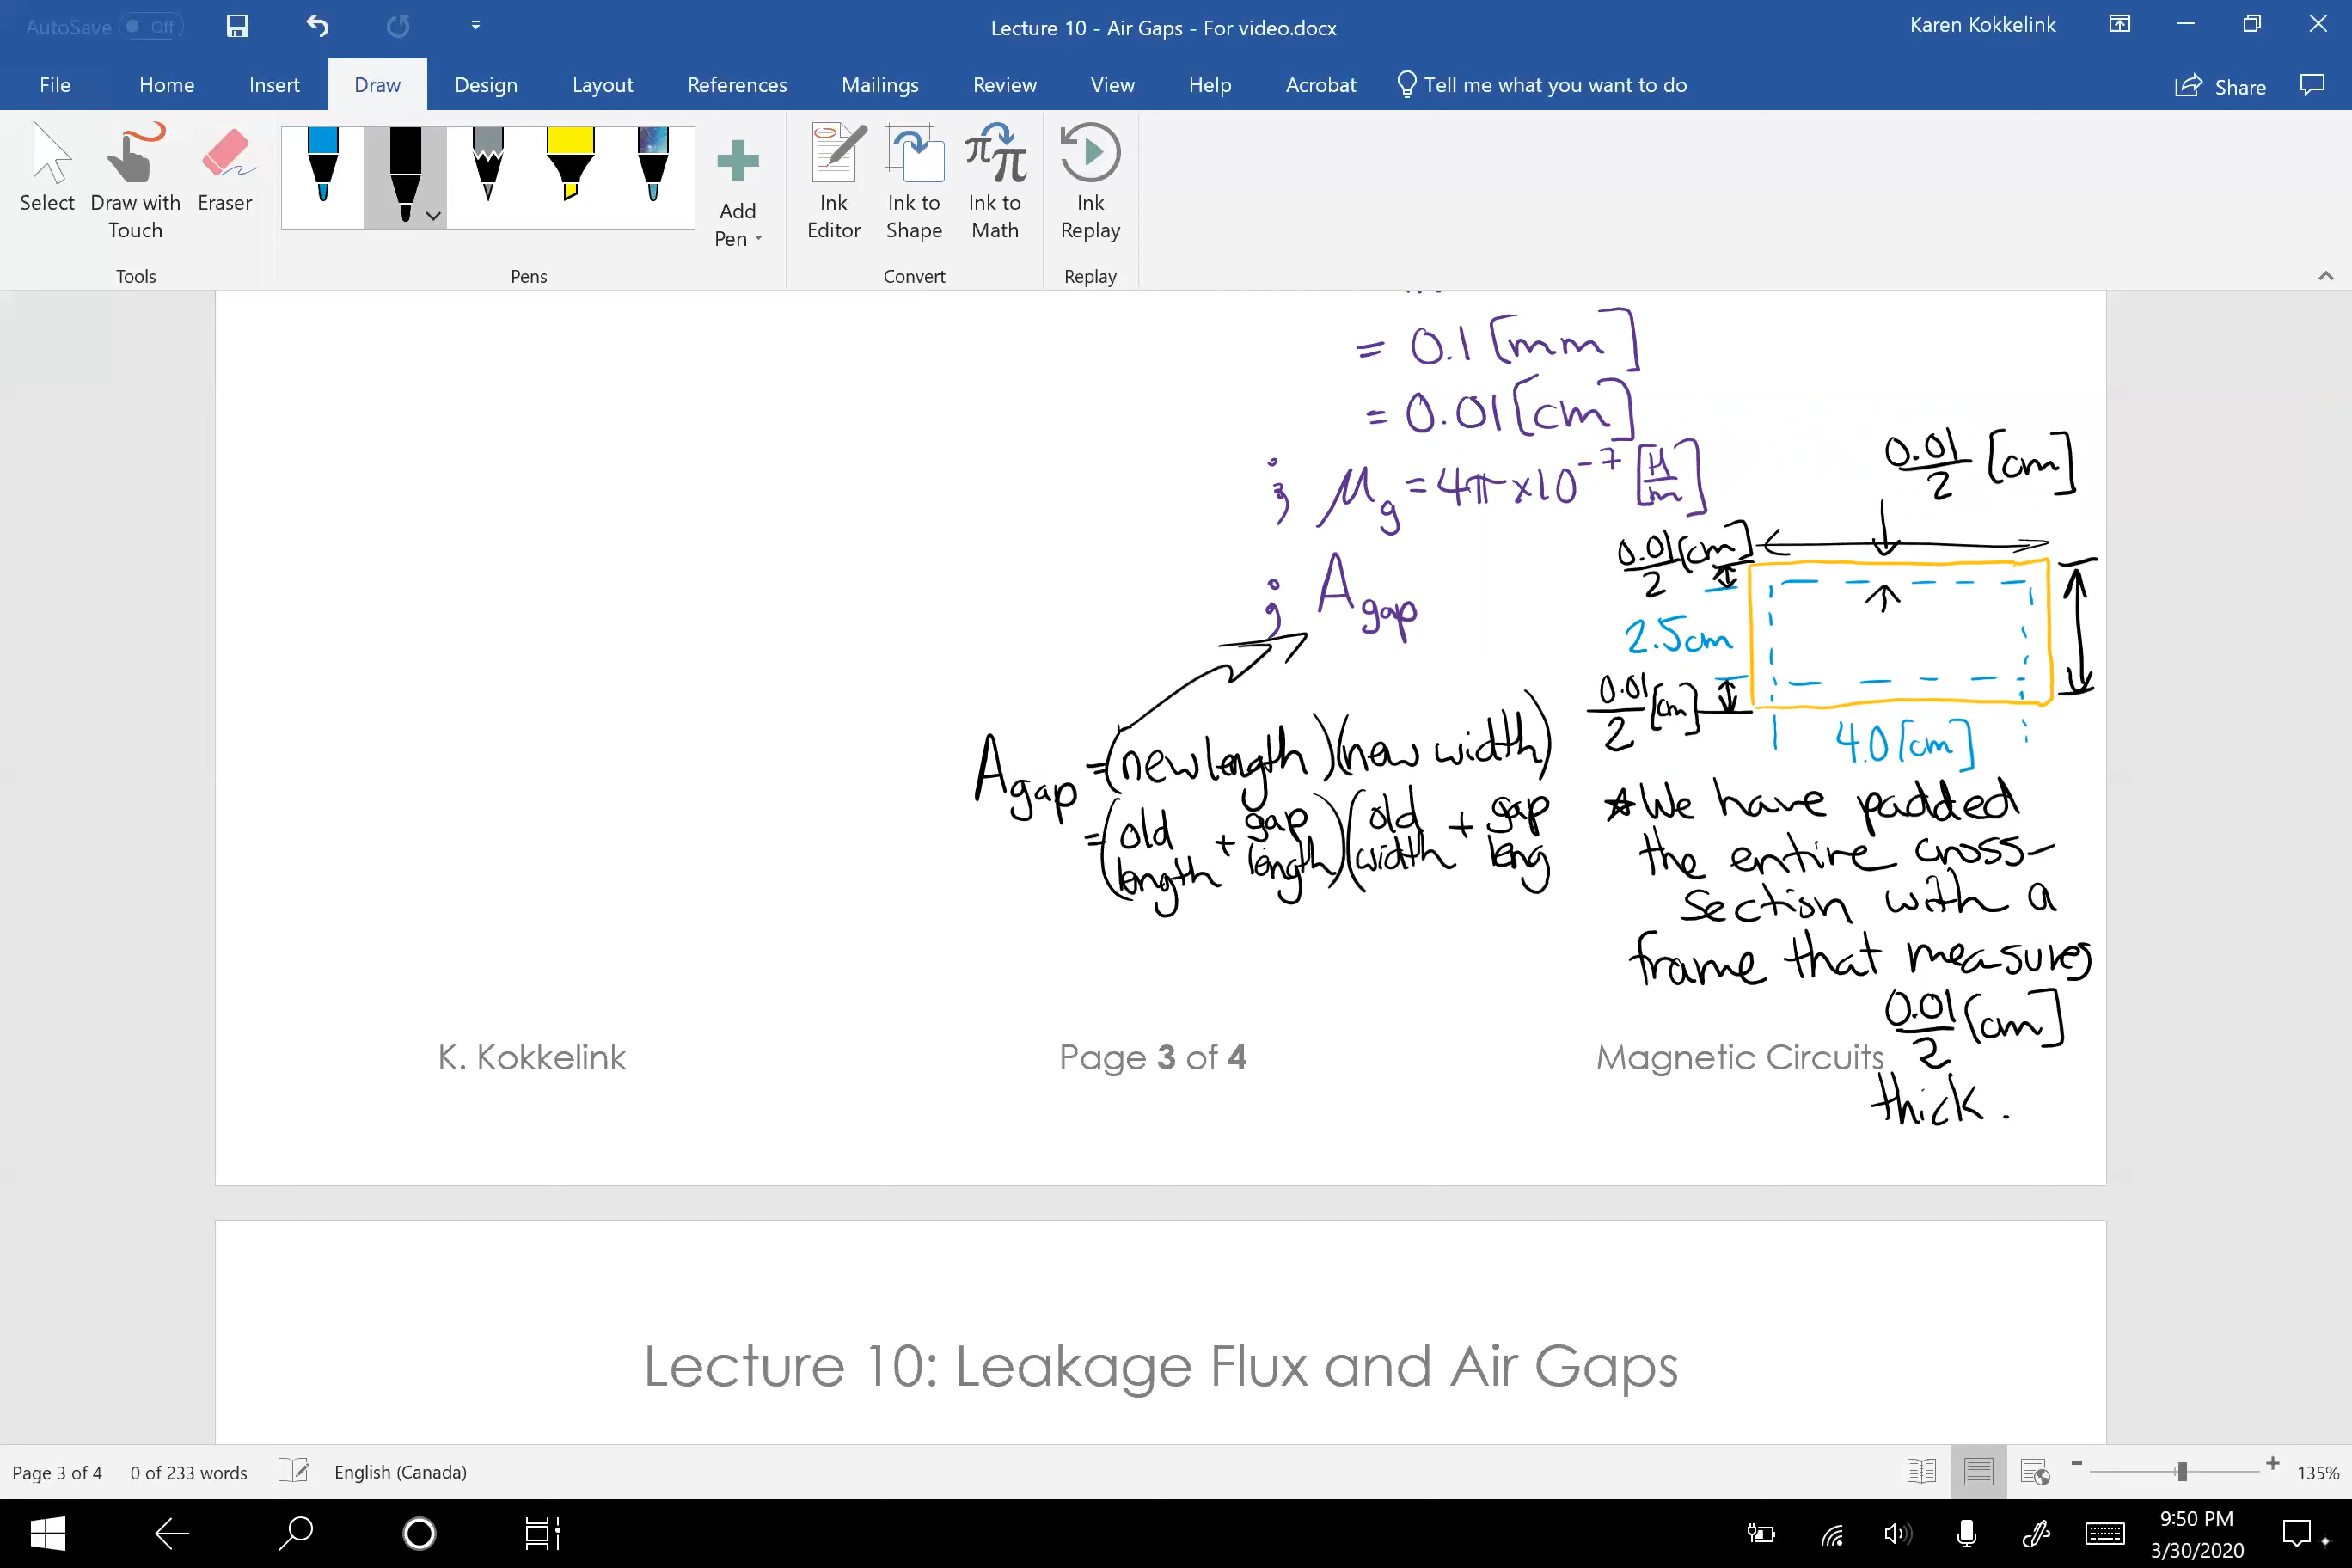 AutoSave Off
Lecture 10 - Air Gaps - For video.docx
Karen Kokkelink
File Home Insert Draw Design Layout References Mailings Review View Help Acrobat Tell me what you want to do Share
Select
Draw with Touch
Eraser
Add Pen
Ink Editor
Ink to Shape
Ink to Math
Ink Replay
Tools Pens Convert Replay
= 0.1 [mm]
= 0.01 [cm]
; μg = 4π×10^-7 [H/m]
; A gap
0.01/2 [cm]
0.01/2 [cm]
2.5cm
0.01/2 [cm]
4.0 [cm]
A gap = (new length)(new width)
= (old length + gap length)(old width + gap leng
☆ We have padded
the entire cross-
section with a
frame that measures
0.01/2 [cm]
thick.
K. Kokkelink Page 3 of 4 Magnetic Circuits
Lecture 10: Leakage Flux and Air Gaps
Page 3 of 4 0 of 233 words English (Canada) 135%
9:50 PM
3/30/2020